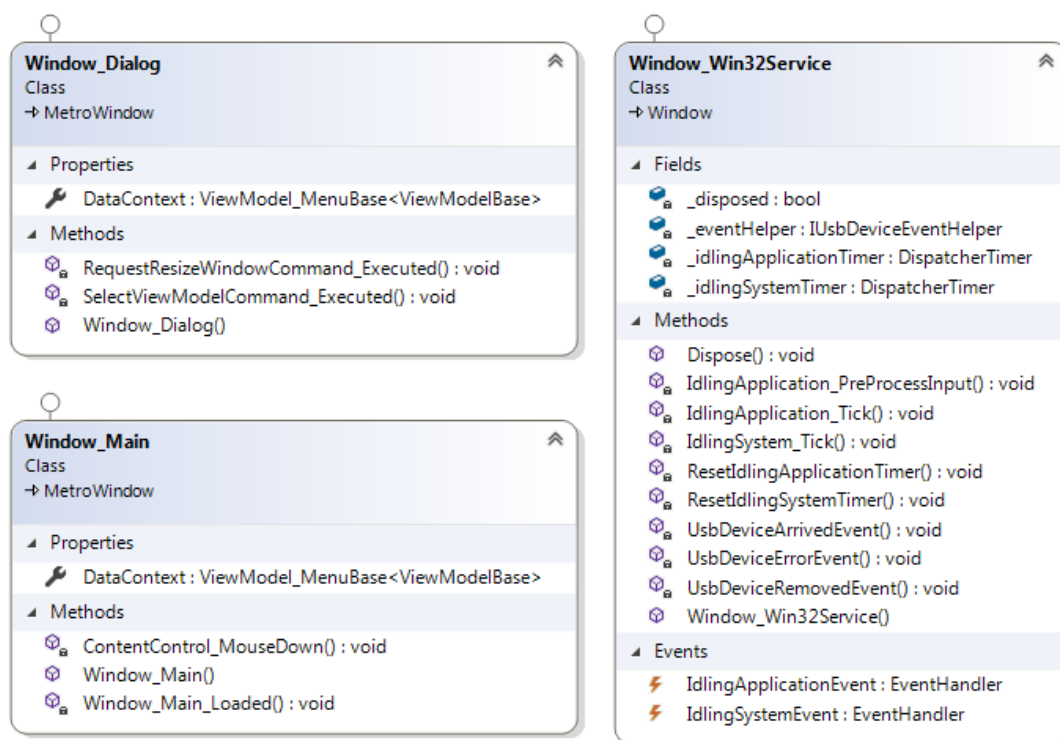 Window_Dialog
Class
MetroWindow
Properties
DataContext : ViewModel_MenuBase<ViewModelBase>
Methods
RequestResizeWindowCommand_Executed() : void
SelectViewModelCommand_Executed() : void
Window_Dialog()
Window_Main
Class
MetroWindow
Properties
DataContext : ViewModel_MenuBase<ViewModelBase>
Methods
ContentControl_MouseDown() : void
Window_Main()
Window_Main_Loaded() : void
Window_Win32Service
Class
Window
Fields
_disposed : bool
_eventHelper : IUsbDeviceEventHelper
_idlingApplicationTimer : DispatcherTimer
_idlingSystemTimer : DispatcherTimer
Methods
Dispose() : void
IdlingApplication_PreProcessInput() : void
IdlingApplication_Tick() : void
IdlingSystem_Tick() : void
ResetIdlingApplicationTimer() : void
ResetIdlingSystemTimer() : void
UsbDeviceArrivedEvent() : void
UsbDeviceErrorEvent() : void
UsbDeviceRemovedEvent() : void
Window_Win32Service()
Events
IdlingApplicationEvent : EventHandler
IdlingSystemEvent : EventHandler